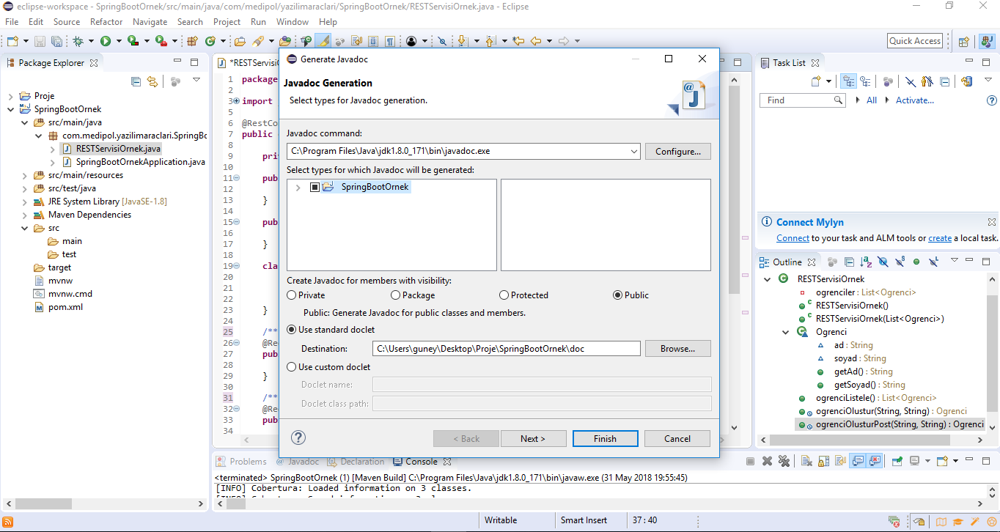 eclipse-workspace - SpringBootOrnek/src/main/java/com/medipol/yazilimaraclari/SpringBootOrnek/RESTServisiOrnek.java - Eclipse
File Edit Source Refactor Navigate Search Project Run Window Help
Quick Access
Package Explorer
Proje
SpringBootOrnek
src/main/java
com.medipol.yazilimaraclari.SpringBo
RESTServisiOrnek.java
SpringBootOrnekApplication.java
src/main/resources
src/test/java
JRE System Library [JavaSE-1.8]
Maven Dependencies
src
main
test
target
mvnw
mvnw.cmd
pom.xml
*RESTServisiO
1 package
2
3 import
5
6 @RestCo
7 public
8
9 pri
10
11 pub
12
13 }
14
15 pub
16
17 }
18
19 cla
20
21
22
23 }
24
25 /**
26 @Re
27 pub
28
29 }
30
31 /**
32 @Re
33 pub
34
Generate Javadoc
Javadoc Generation
Select types for Javadoc generation.
Javadoc command:
C:\Program Files\Java\jdk1.8.0_171\bin\javadoc.exe
Configure...
Select types for which Javadoc will be generated:
SpringBootOrnek
Create Javadoc for members with visibility:
Private Package Protected Public
Public: Generate Javadoc for public classes and members.
Use standard doclet
Destination: C:\Users\guney\Desktop\Proje\SpringBootOrnek\doc Browse...
Use custom doclet
Doclet name:
Doclet class path:
< Back Next > Finish Cancel
Task List
Find All Activate...
Connect Mylyn
Connect to your task and ALM tools or create a local task.
Outline
RESTServisiOrnek
ogrenciler : List<Ogrenci>
RESTServisiOrnek()
RESTServisiOrnek(List<Ogrenci>)
Ogrenci
ad : String
soyad : String
getAd() : String
getSoyad() : String
ogrenciListele() : List<Ogrenci>
ogrenciOlustur(String, String) : Ogrenci
ogrenciOlusturPost(String, String) : Ogrenci
Problems Javadoc Declaration Console
<terminated> SpringBootOrnek (1) [Maven Build] C:\Program Files\Java\jdk1.8.0_171\bin\javaw.exe (31 May 2018 19:55:45)
[INFO] Cobertura: Loaded information on 3 classes.
Writable Smart Insert 37 : 40